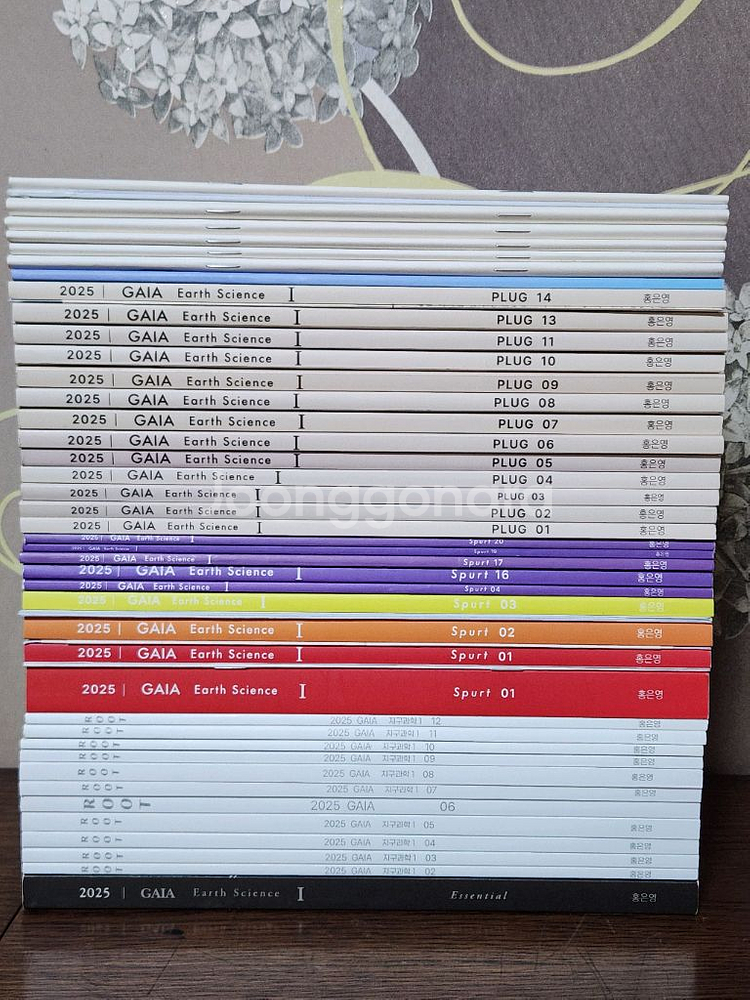 2025 | GAIA Earth Science I PLUG 14 홍은영
2025 | GAIA Earth Science I PLUG 13 홍은영
2025 | GAIA Earth Science I PLUG 11 홍은영
2025 | GAIA Earth Science I PLUG 10 홍은영
2025 | GAIA Earth Science I PLUG 09 홍은영
2025 | GAIA Earth Science I PLUG 08 홍은영
2025 | GAIA Earth Science I PLUG 07 홍은영
2025 | GAIA Earth Science I PLUG 06 홍은영
2025 | GAIA Earth Science I PLUG 05 홍은영
2025 | GAIA Earth Science I PLUG 04 홍은영
2025 | GAIA Earth Science I PLUG 03 홍은영
2025 | GAIA Earth Science I PLUG 02 홍은영
2025 | GAIA Earth Science I PLUG 01 홍은영
2025 | GAIA Earth Science I Spurt 20 홍은영
2025 | GAIA Earth Science I Spurt 홍은영
2025 | GAIA Earth Science I Spurt 17 홍은영
2025 | GAIA Earth Science I Spurt 16 홍은영
2025 | GAIA Earth Science I Spurt 04 홍은영
2025 | GAIA Earth Science I Spurt 03 홍은영
2025 | GAIA Earth Science I Spurt 02 홍은영
2025 | GAIA Earth Science I Spurt 01 홍은영
2025 | GAIA Earth Science I Spurt 01 홍은영
ROOT 2025 GAIA 지구과학 I 12 홍은영
ROOT 2025 GAIA 지구과학 I 11 홍은영
ROOT 2025 GAIA 지구과학 I 10 홍은영
ROOT 2025 GAIA 지구과학 I 09 홍은영
ROOT 2025 GAIA 지구과학 I 08 홍은영
ROOT 2025 GAIA 지구과학 I 07 홍은영
ROOT 2025 GAIA 06
ROOT 2025 GAIA 지구과학 I 05 홍은영
ROOT 2025 GAIA 지구과학 I 04 홍은영
ROOT 2025 GAIA 지구과학 I 03 홍은영
ROOT 2025 GAIA 지구과학 I 02 홍은영
2025 | GAIA Earth Science I Essential 홍은영